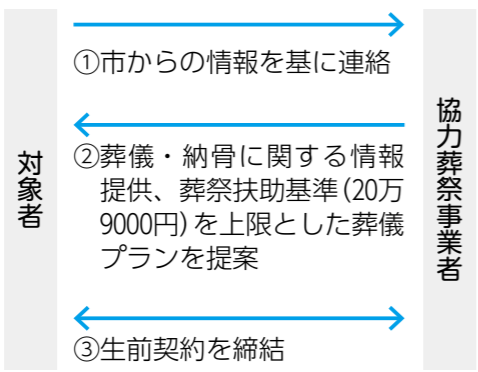 対象者
①市からの情報を基に連絡
②葬儀・納骨に関する情報
提供、葬祭扶助基準(20万
9000円)を上限とした葬儀
プランを提案
③生前契約を締結
協力葬祭事業者